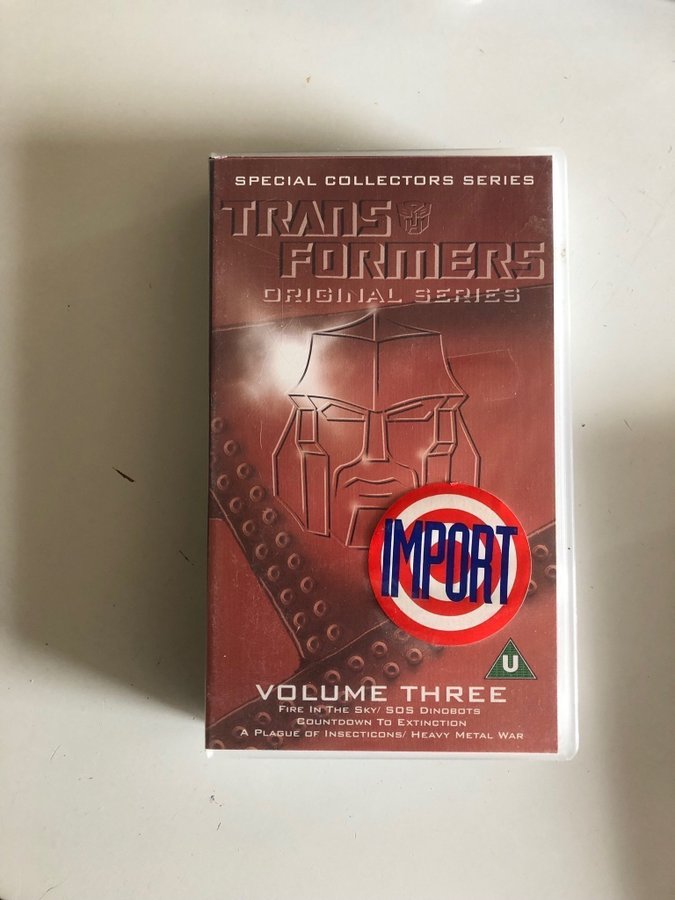 SPECIAL COLLECTORS SERIES
TRANS
FORMERS
ORIGINAL SERIES
IMPORT
U
VOLUME THREE
FIRE IN THE SKY/ SOS DINOBOTS
COUNTDOWN TO EXTINCTION
A PLAGUE OF INSECTICONS/ HEAVY METAL WAR